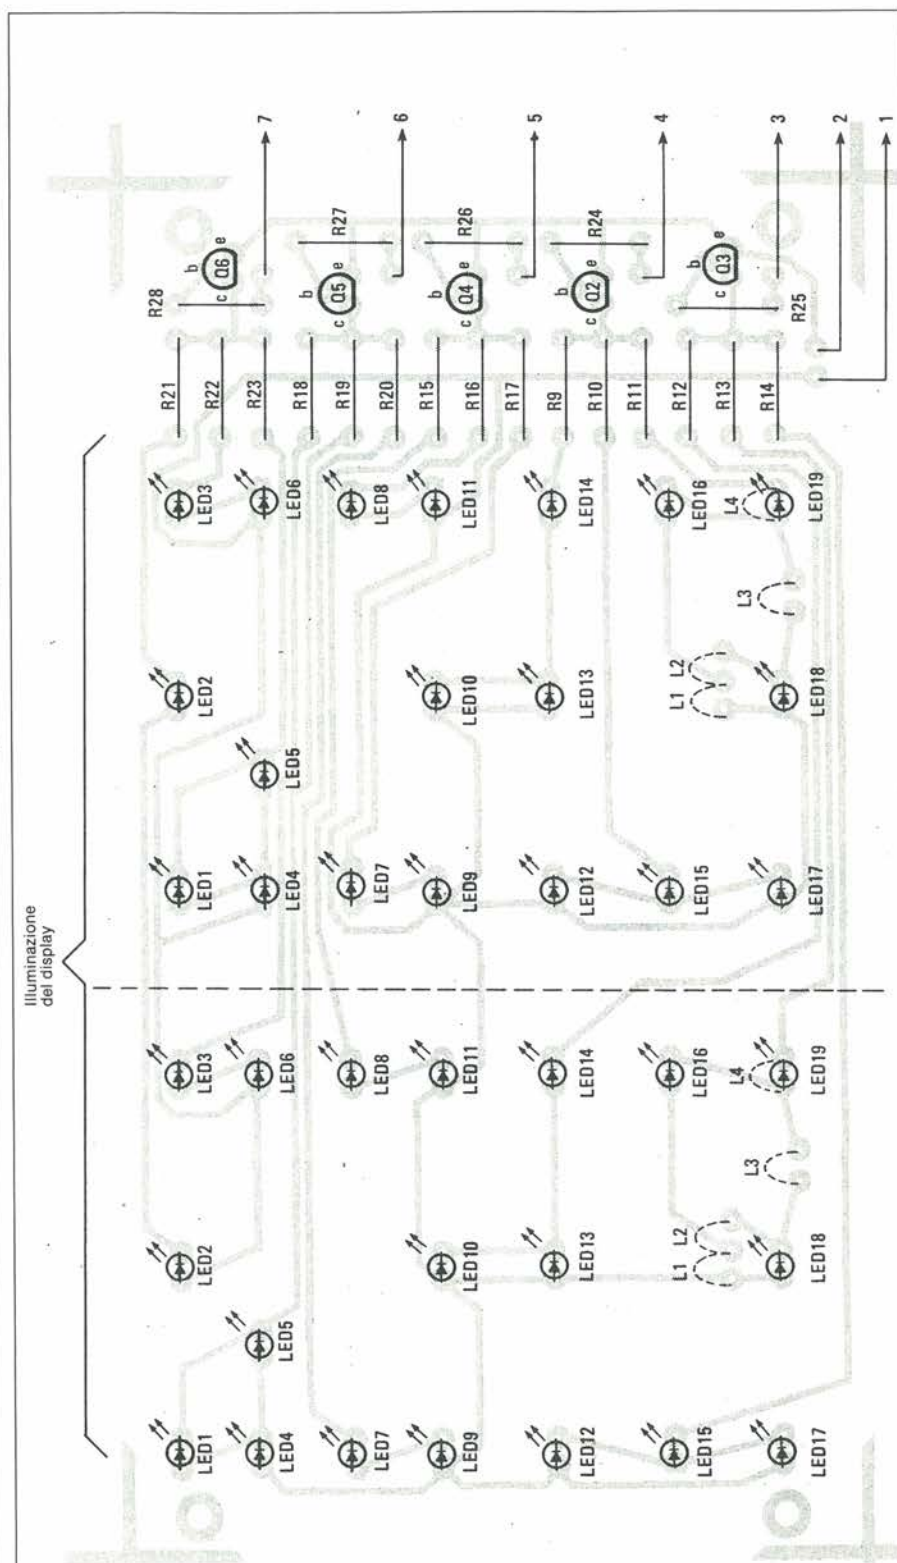 Illuminazione
del display
LED1
LED2
LED3
LED1
LED2
LED3
R21
R28
R22
b
c
Q6
e
LED4
LED5
LED6
LED4
LED5
LED6
R23
7
R18
b
c
Q5
e
R27
LED7
LED8
LED7
LED8
R19
R20
6
LED9
LED10
LED11
LED9
LED10
LED11
R15
b
c
Q4
e
R26
R16
R17
5
LED12
LED13
LED14
LED12
LED13
LED14
R9
b
c
Q2
e
R24
R10
R11
4
LED15
LED16
LED15
LED16
R12
b
c
Q3
e
L1
L2
L3
L4
L1
L2
L3
L4
R13
LED17
LED18
LED19
LED17
LED18
LED19
R14
R25
3
2
1